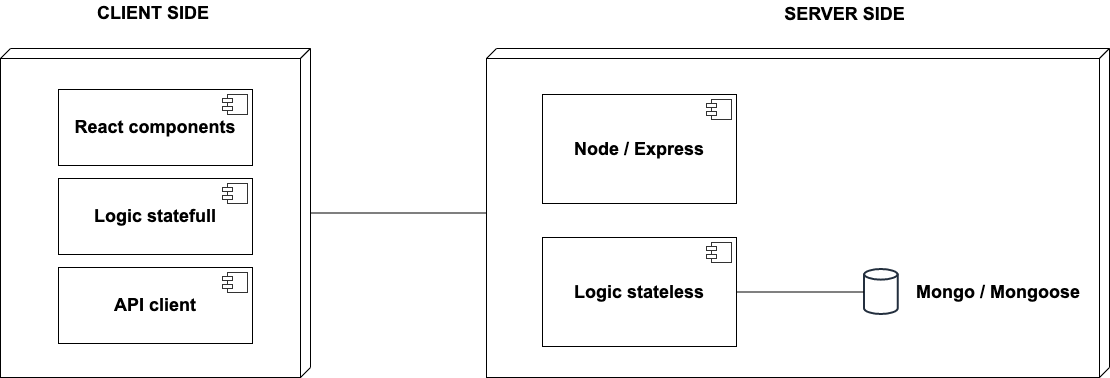 CLIENT SIDE
SERVER SIDE
React components
Logic statefull
API client
Node / Express
Logic stateless
Mongo / Mongoose